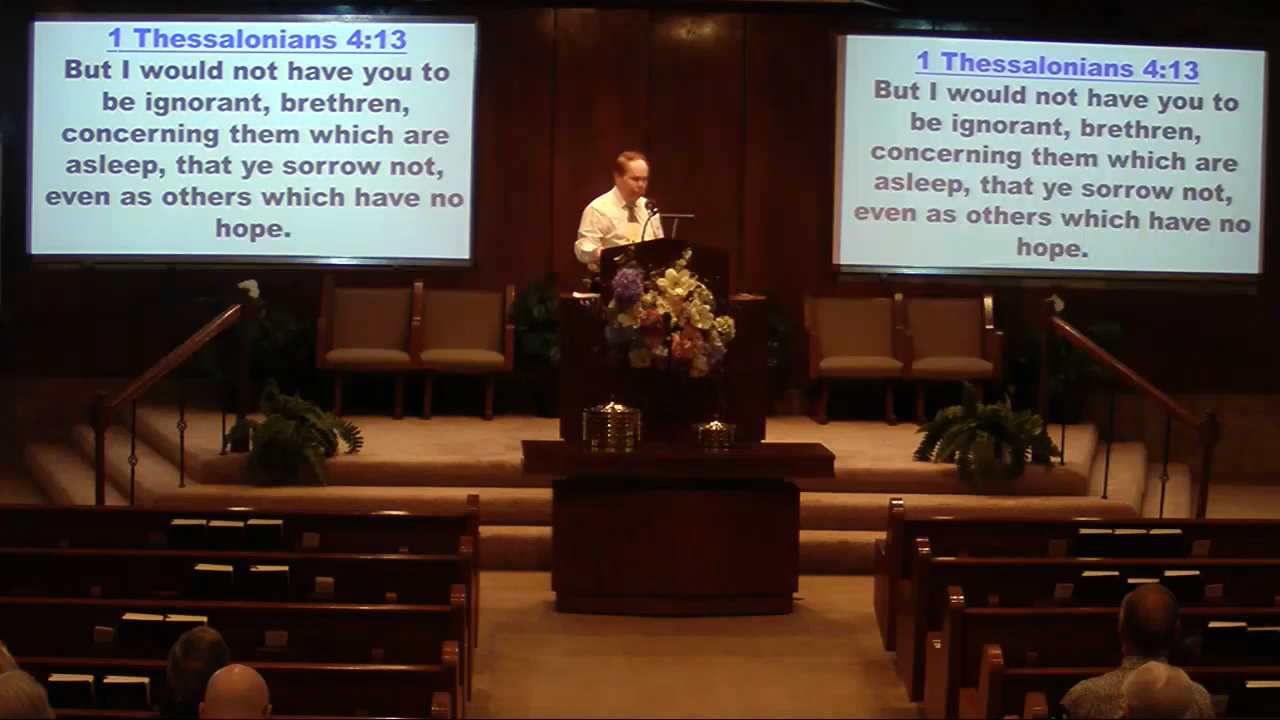 1 Thessalonians 4:13
But I would not have you to
be ignorant, brethren,
concerning them which are
asleep, that ye sorrow not,
even as others which have no
hope.
1 Thessalonians 4:13
But I would not have you to
be ignorant, brethren,
concerning them which are
asleep, that ye sorrow not,
even as others which have no
hope.